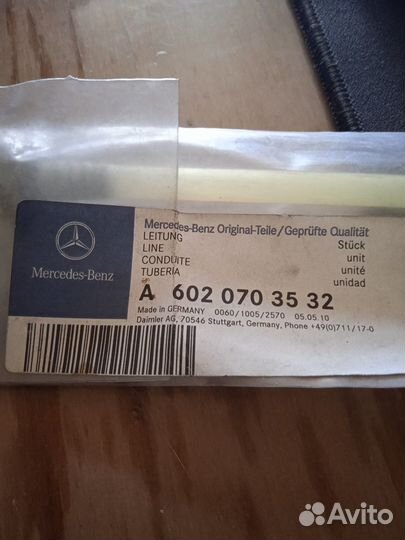 Mercedes-Benz Original-Teile/Geprüfte Qualität
LEITUNG Stück
LINE unit
CONDUITE unité
TUBERIA unidad
Mercedes-Benz
A 602 070 35 32
Made in GERMANY 0060/1005/2570 05.05.10
Daimler AG, 70546 Stuttgart, Germany, Phone +49(0)711/17-0
Avito